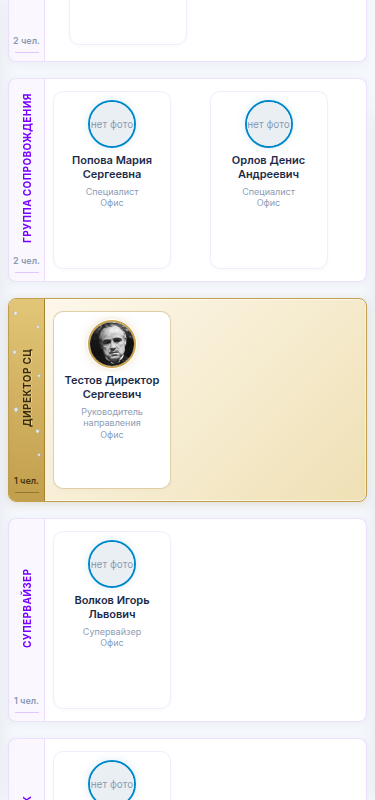 2 чел.
ГРУППА СОПРОВОЖДЕНИЯ
2 чел.
нет фото
Попова Мария
Сергеевна
Специалист
Офис
нет фото
Орлов Денис
Андреевич
Специалист
Офис
ДИРЕКТОР СЦ
1 чел.
Тестов Директор
Сергеевич
Руководитель
направления
Офис
СУПЕРВАЙЗЕР
1 чел.
нет фото
Волков Игорь
Львович
Супервайзер
Офис
нет фото